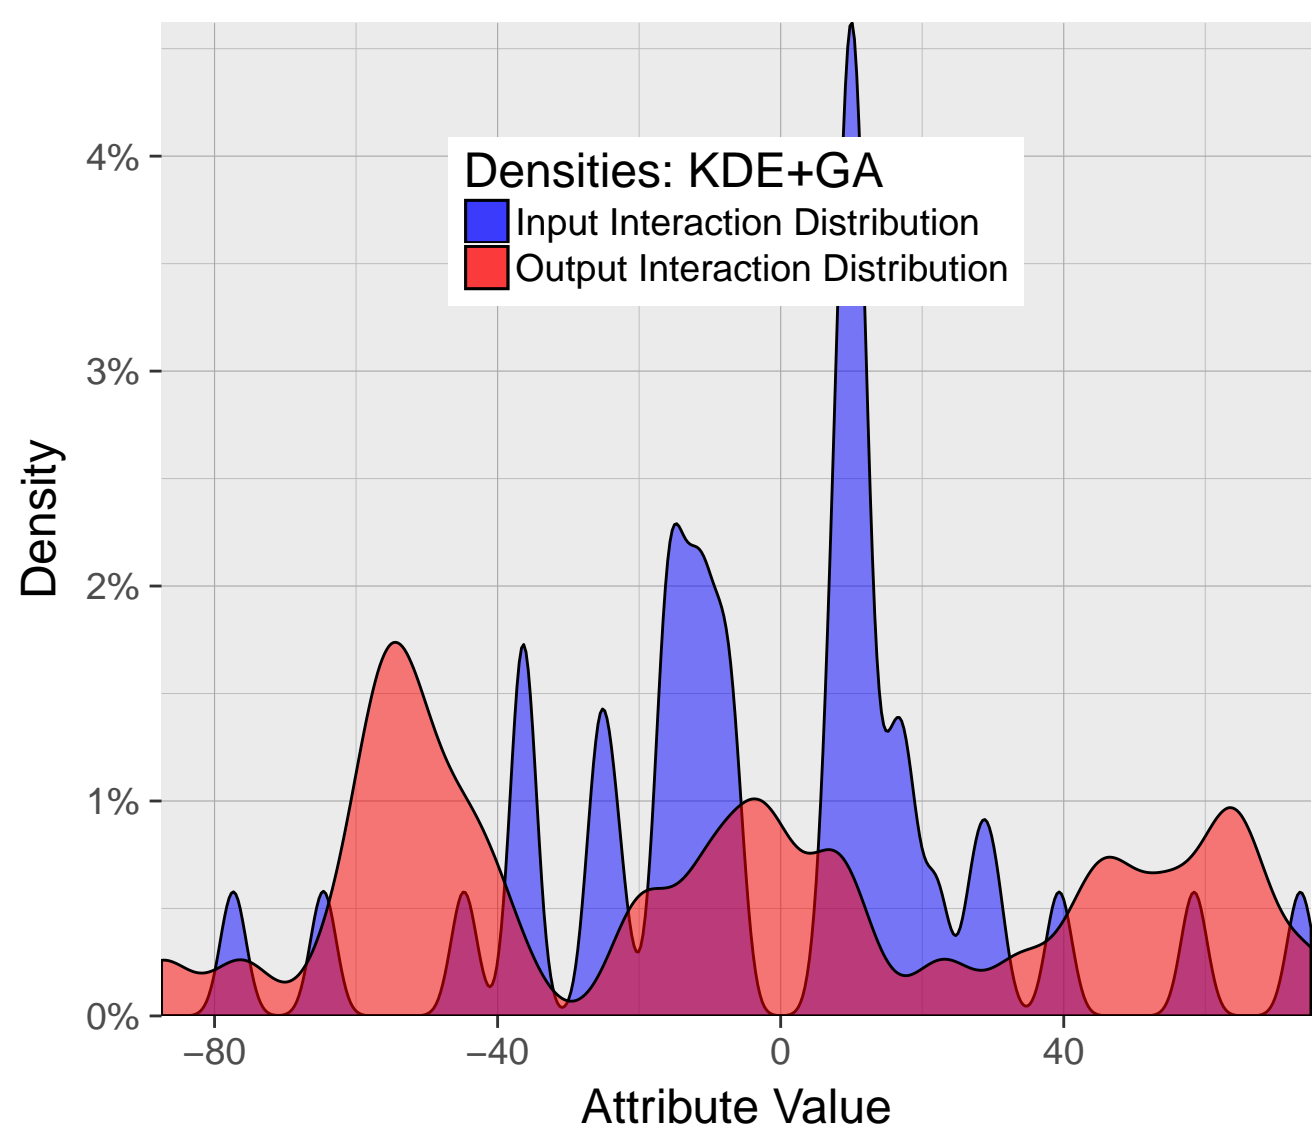 Densities: KDE+GA
Input Interaction Distribution
Output Interaction Distribution
4%
3%
2%
1%
0%
Density
−80
−40
0
40
Attribute Value